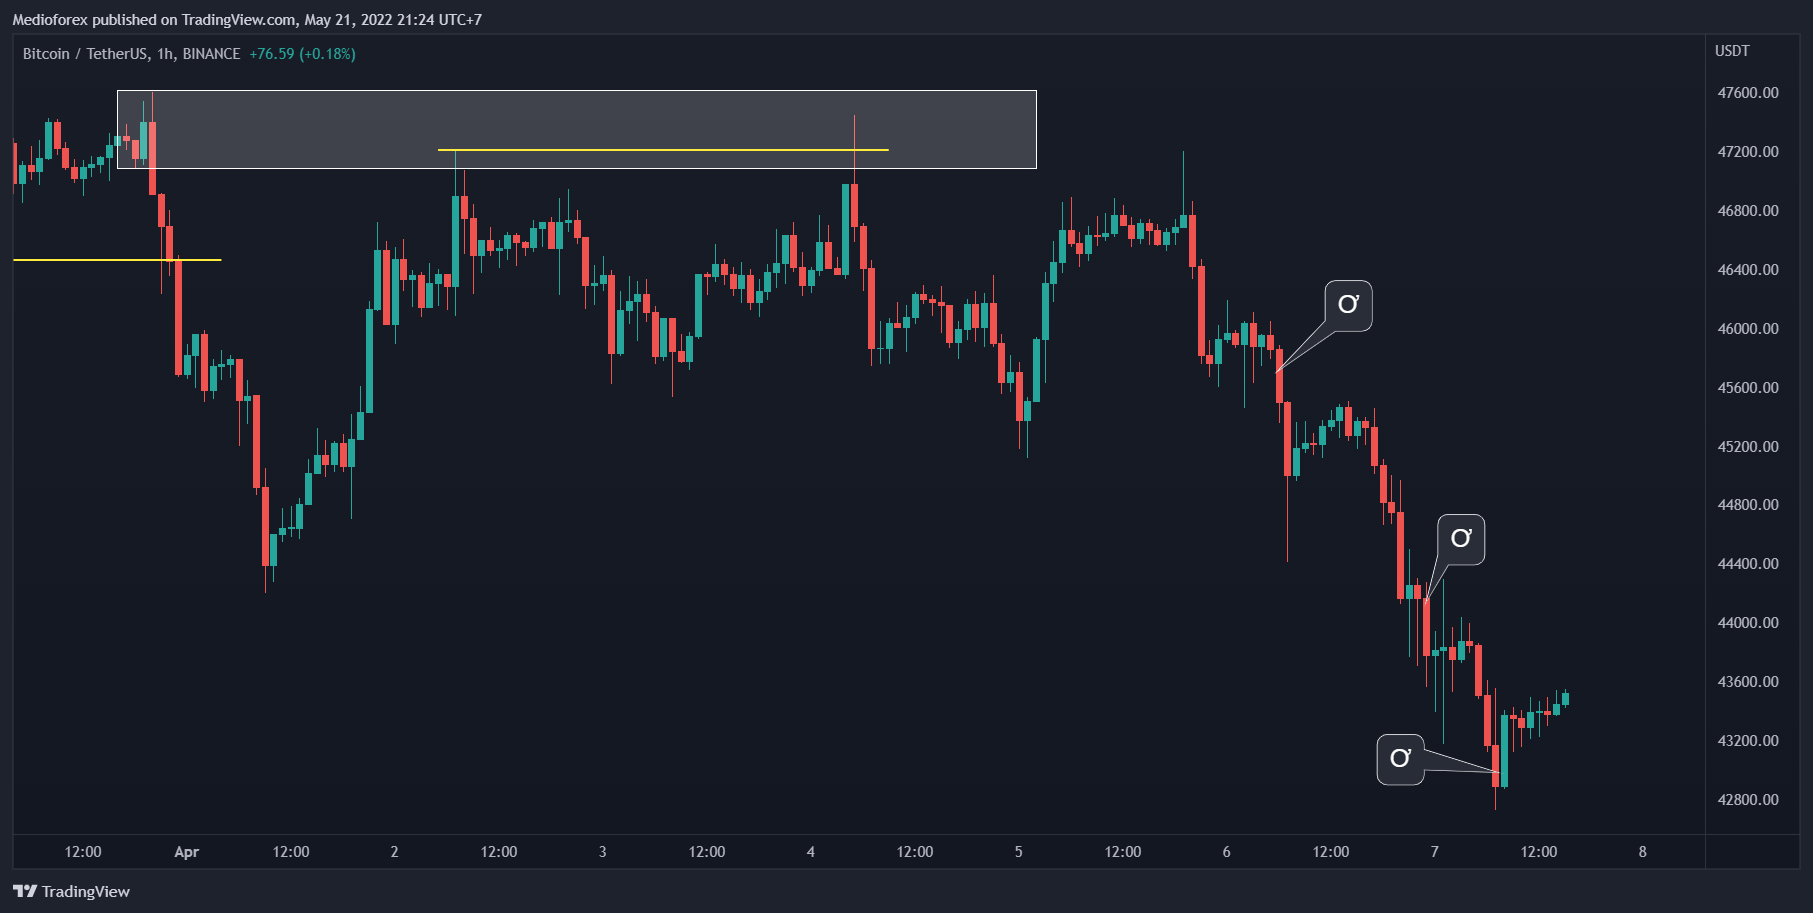 Medioforex published on TradingView.com, May 21, 2022 21:24 UTC+7
Bitcoin / TetherUS, 1h, BINANCE +76.59 (+0.18%)
USDT
47600.00
47200.00
46800.00
46400.00
46000.00
45600.00
45200.00
44800.00
44400.00
44000.00
43600.00
43200.00
42800.00
Ơ
Ơ
Ơ
12:00 Apr 12:00 2 12:00 3 12:00 4 12:00 5 12:00 6 12:00 7 12:00 8
TradingView